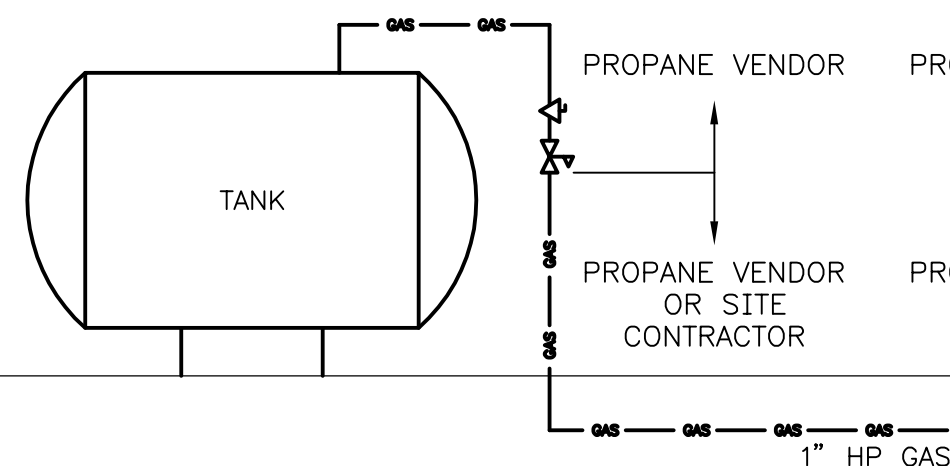 GAS GAS
PROPANE VENDOR
TANK
GAS
PROPANE VENDOR
OR SITE
CONTRACTOR
GAS
GAS GAS GAS GAS
1" HP GAS